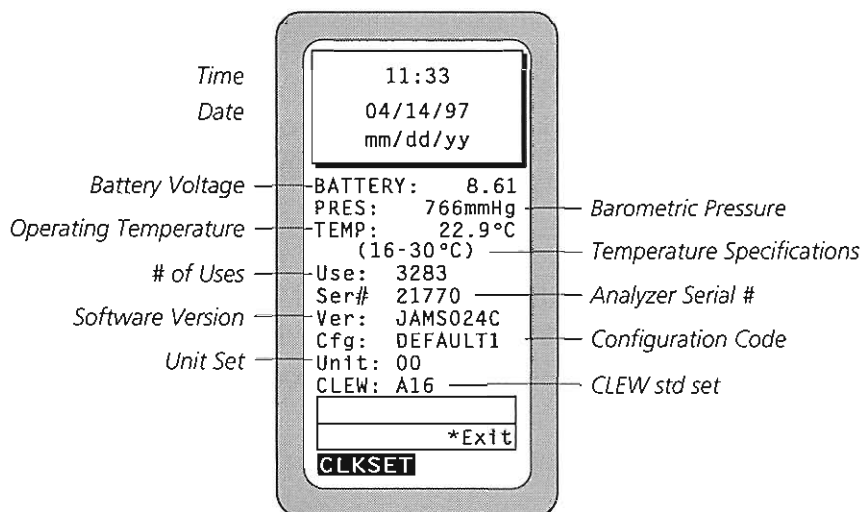 Time
11:33
Date
04/14/97
mm/dd/yy
Battery Voltage
BATTERY: 8.61
PRES: 766mmHg
Barometric Pressure
Operating Temperature
TEMP: 22.9°C
(16-30°C)
Temperature Specifications
# of Uses
Use: 3283
Ser# 21770
Analyzer Serial #
Software Version
Ver: JAMS024C
Cfg: DEFAULT1
Configuration Code
Unit Set
Unit: 00
CLEW: A16
CLEW std set
*Exit
CLKSET